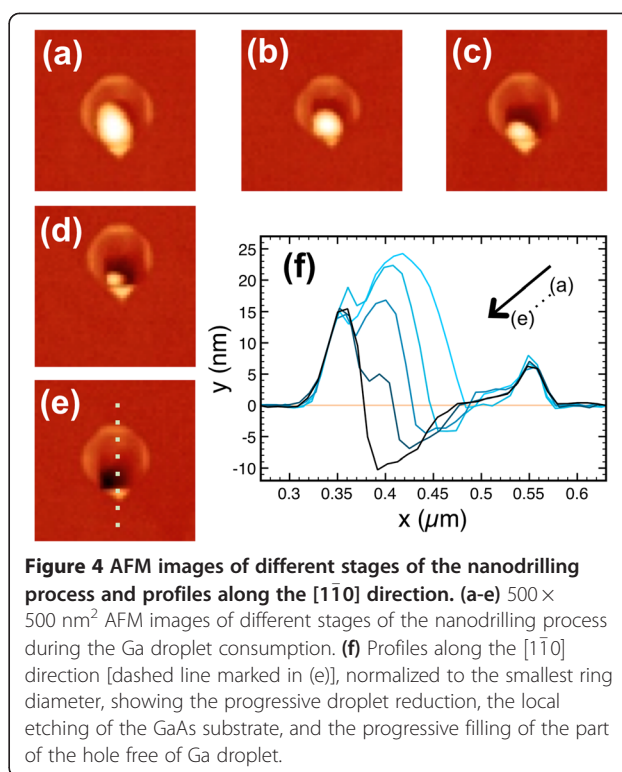 (a)
(b)
(c)
(d)
(e)
(f)
(a)
(e)
25
20
15
10
5
0
-5
-10
y (nm)
0.3 0.35 0.4 0.45 0.5 0.55 0.6
x (μm)
Figure 4 AFM images of different stages of the nanodrilling
process and profiles along the [11̅0] direction. (a-e) 500 ×
500 nm² AFM images of different stages of the nanodrilling process
during the Ga droplet consumption. (f) Profiles along the [11̅0]
direction [dashed line marked in (e)], normalized to the smallest ring
diameter, showing the progressive droplet reduction, the local
etching of the GaAs substrate, and the progressive filling of the part
of the hole free of Ga droplet.